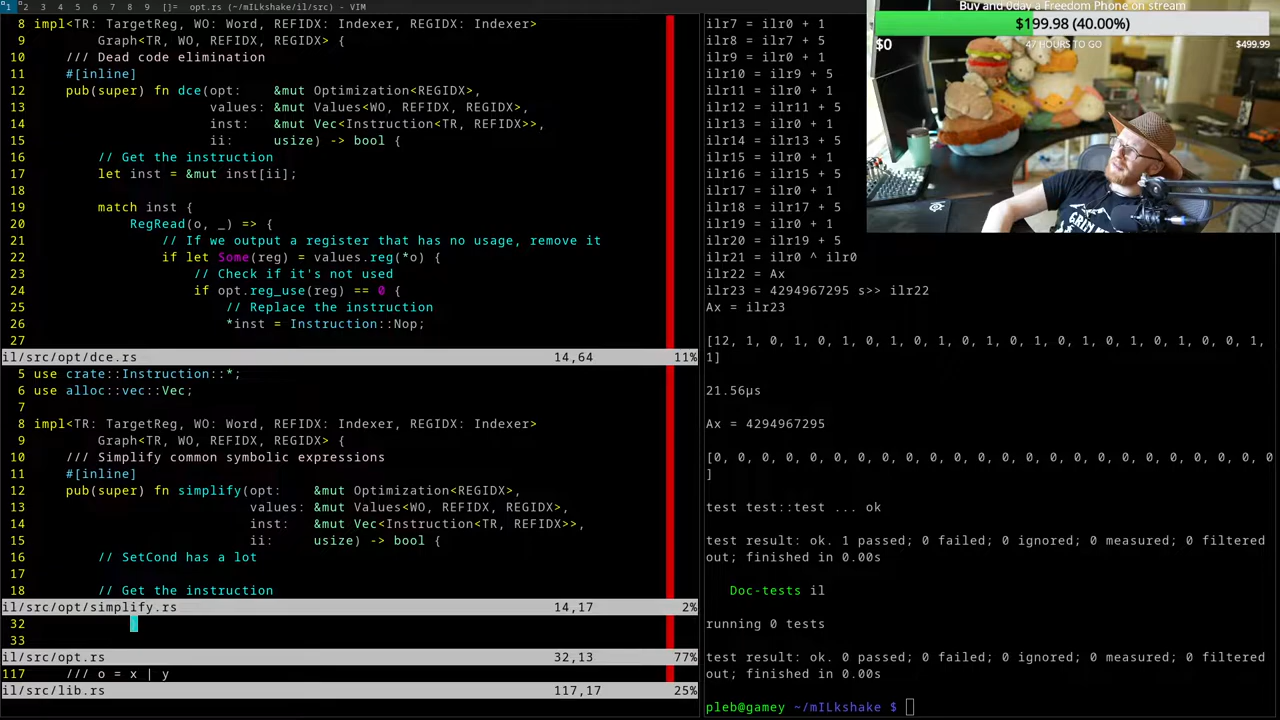 1 2 3 4 5 6 7 8 9 []= opt.rs (~/mILkshake/il/src) - VIM
8 impl<TR: TargetReg, WO: Word, REFIDX: Indexer, REGIDX: Indexer>
9 Graph<TR, WO, REFIDX, REGIDX> {
10 /// Dead code elimination
11 #[inline]
12 pub(super) fn dce(opt: &mut Optimization<REGIDX>,
13 values: &mut Values<WO, REFIDX, REGIDX>,
14 inst: &mut Vec<Instruction<TR, REFIDX>>,
15 ii: usize) -> bool {
16 // Get the instruction
17 let inst = &mut inst[ii];
18
19 match inst {
20 RegRead(o, _) => {
21 // If we output a register that has no usage, remove it
22 if let Some(reg) = values.reg(*o) {
23 // Check if it's not used
24 if opt.reg_use(reg) == 0 {
25 // Replace the instruction
26 *inst = Instruction::Nop;
27
il/src/opt/dce.rs 14,64 11%
5 use crate::Instruction::*;
6 use alloc::vec::Vec;
7
8 impl<TR: TargetReg, WO: Word, REFIDX: Indexer, REGIDX: Indexer>
9 Graph<TR, WO, REFIDX, REGIDX> {
10 /// Simplify common symbolic expressions
11 #[inline]
12 pub(super) fn simplify(opt: &mut Optimization<REGIDX>,
13 values: &mut Values<WO, REFIDX, REGIDX>,
14 inst: &mut Vec<Instruction<TR, REFIDX>>,
15 ii: usize) -> bool {
16 // SetCond has a lot
17
18 // Get the instruction
il/src/opt/simplify.rs 14,17 2%
32 }
33
il/src/opt.rs 32,13 77%
117 /// o = x | y
il/src/lib.rs 117,17 25%
ilr7 = ilr0 + 1
ilr8 = ilr7 + 5
ilr9 = ilr0 + 1
ilr10 = ilr9 + 5
ilr11 = ilr0 + 1
ilr12 = ilr11 + 5
ilr13 = ilr0 + 1
ilr14 = ilr13 + 5
ilr15 = ilr0 + 1
ilr16 = ilr15 + 5
ilr17 = ilr0 + 1
ilr18 = ilr17 + 5
ilr19 = ilr0 + 1
ilr20 = ilr19 + 5
ilr21 = ilr0 ^ ilr0
ilr22 = Ax
ilr23 = 4294967295 s>> ilr22
Ax = ilr23
[12, 1, 0, 1, 0, 1, 0, 1, 0, 1, 0, 1, 0, 1, 0, 1, 0, 1, 0, 1, 0, 0, 1,
1]
21.56µs
Ax = 4294967295
[0, 0, 0, 0, 0, 0, 0, 0, 0, 0, 0, 0, 0, 0, 0, 0, 0, 0, 0, 0, 0, 0, 0, 0
]
test test::test ... ok
test result: ok. 1 passed; 0 failed; 0 ignored; 0 measured; 0 filtered
out; finished in 0.00s
Doc-tests il
running 0 tests
test result: ok. 0 passed; 0 failed; 0 ignored; 0 measured; 0 filtered
out; finished in 0.00s
pleb@gamey ~/mILkshake $
Buy and 0day a Freedom Phone on stream
$199.98 (40.00%)
$0 47 HOURS TO GO $499.99